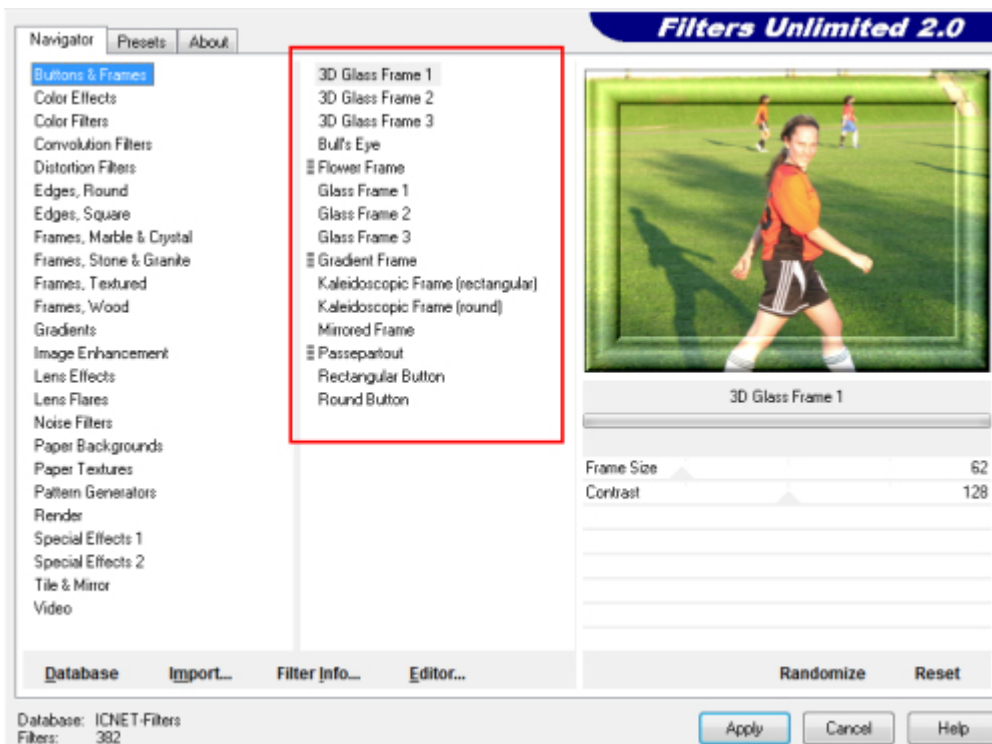 Filters Unlimited 2.0
Navigator
Presets
About
Buttons & Frames
Color Effects
Color Filters
Convolution Filters
Distortion Filters
Edges, Round
Edges, Square
Frames, Marble & Crystal
Frames, Stone & Granite
Frames, Textured
Frames, Wood
Gradients
Image Enhancement
Lens Effects
Lens Flares
Noise Filters
Paper Backgrounds
Paper Textures
Pattern Generators
Render
Special Effects 1
Special Effects 2
Tile & Mirror
Video
3D Glass Frame 1
3D Glass Frame 2
3D Glass Frame 3
Bull's Eye
Flower Frame
Glass Frame 1
Glass Frame 2
Glass Frame 3
Gradient Frame
Kaleidoscopic Frame (rectangular)
Kaleidoscopic Frame (round)
Mirrored Frame
Passepartout
Rectangular Button
Round Button
3D Glass Frame 1
Frame Size 62
Contrast 128
Database
Import...
Filter Info...
Editor...
Randomize
Reset
Database: ICNET-Filters
Filters: 382
Apply
Cancel
Help